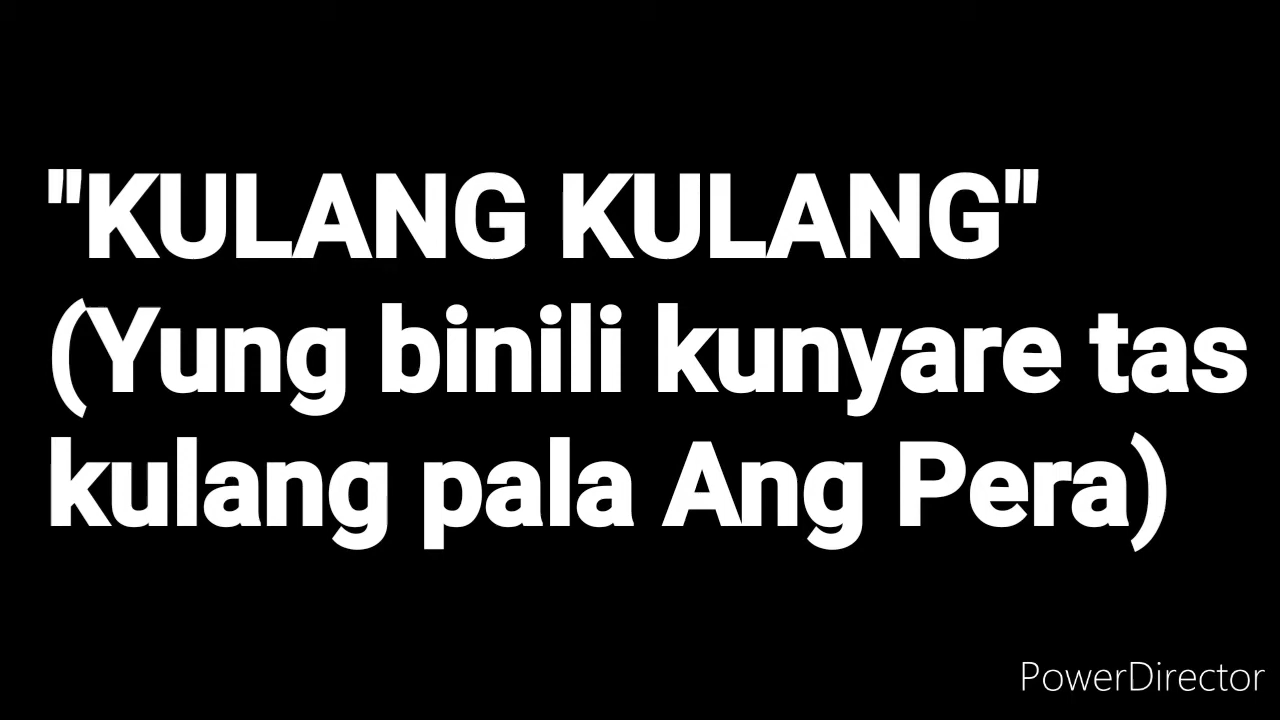 "KULANG KULANG"
(Yung binili kunyare tas
kulang pala Ang Pera)
PowerDirector